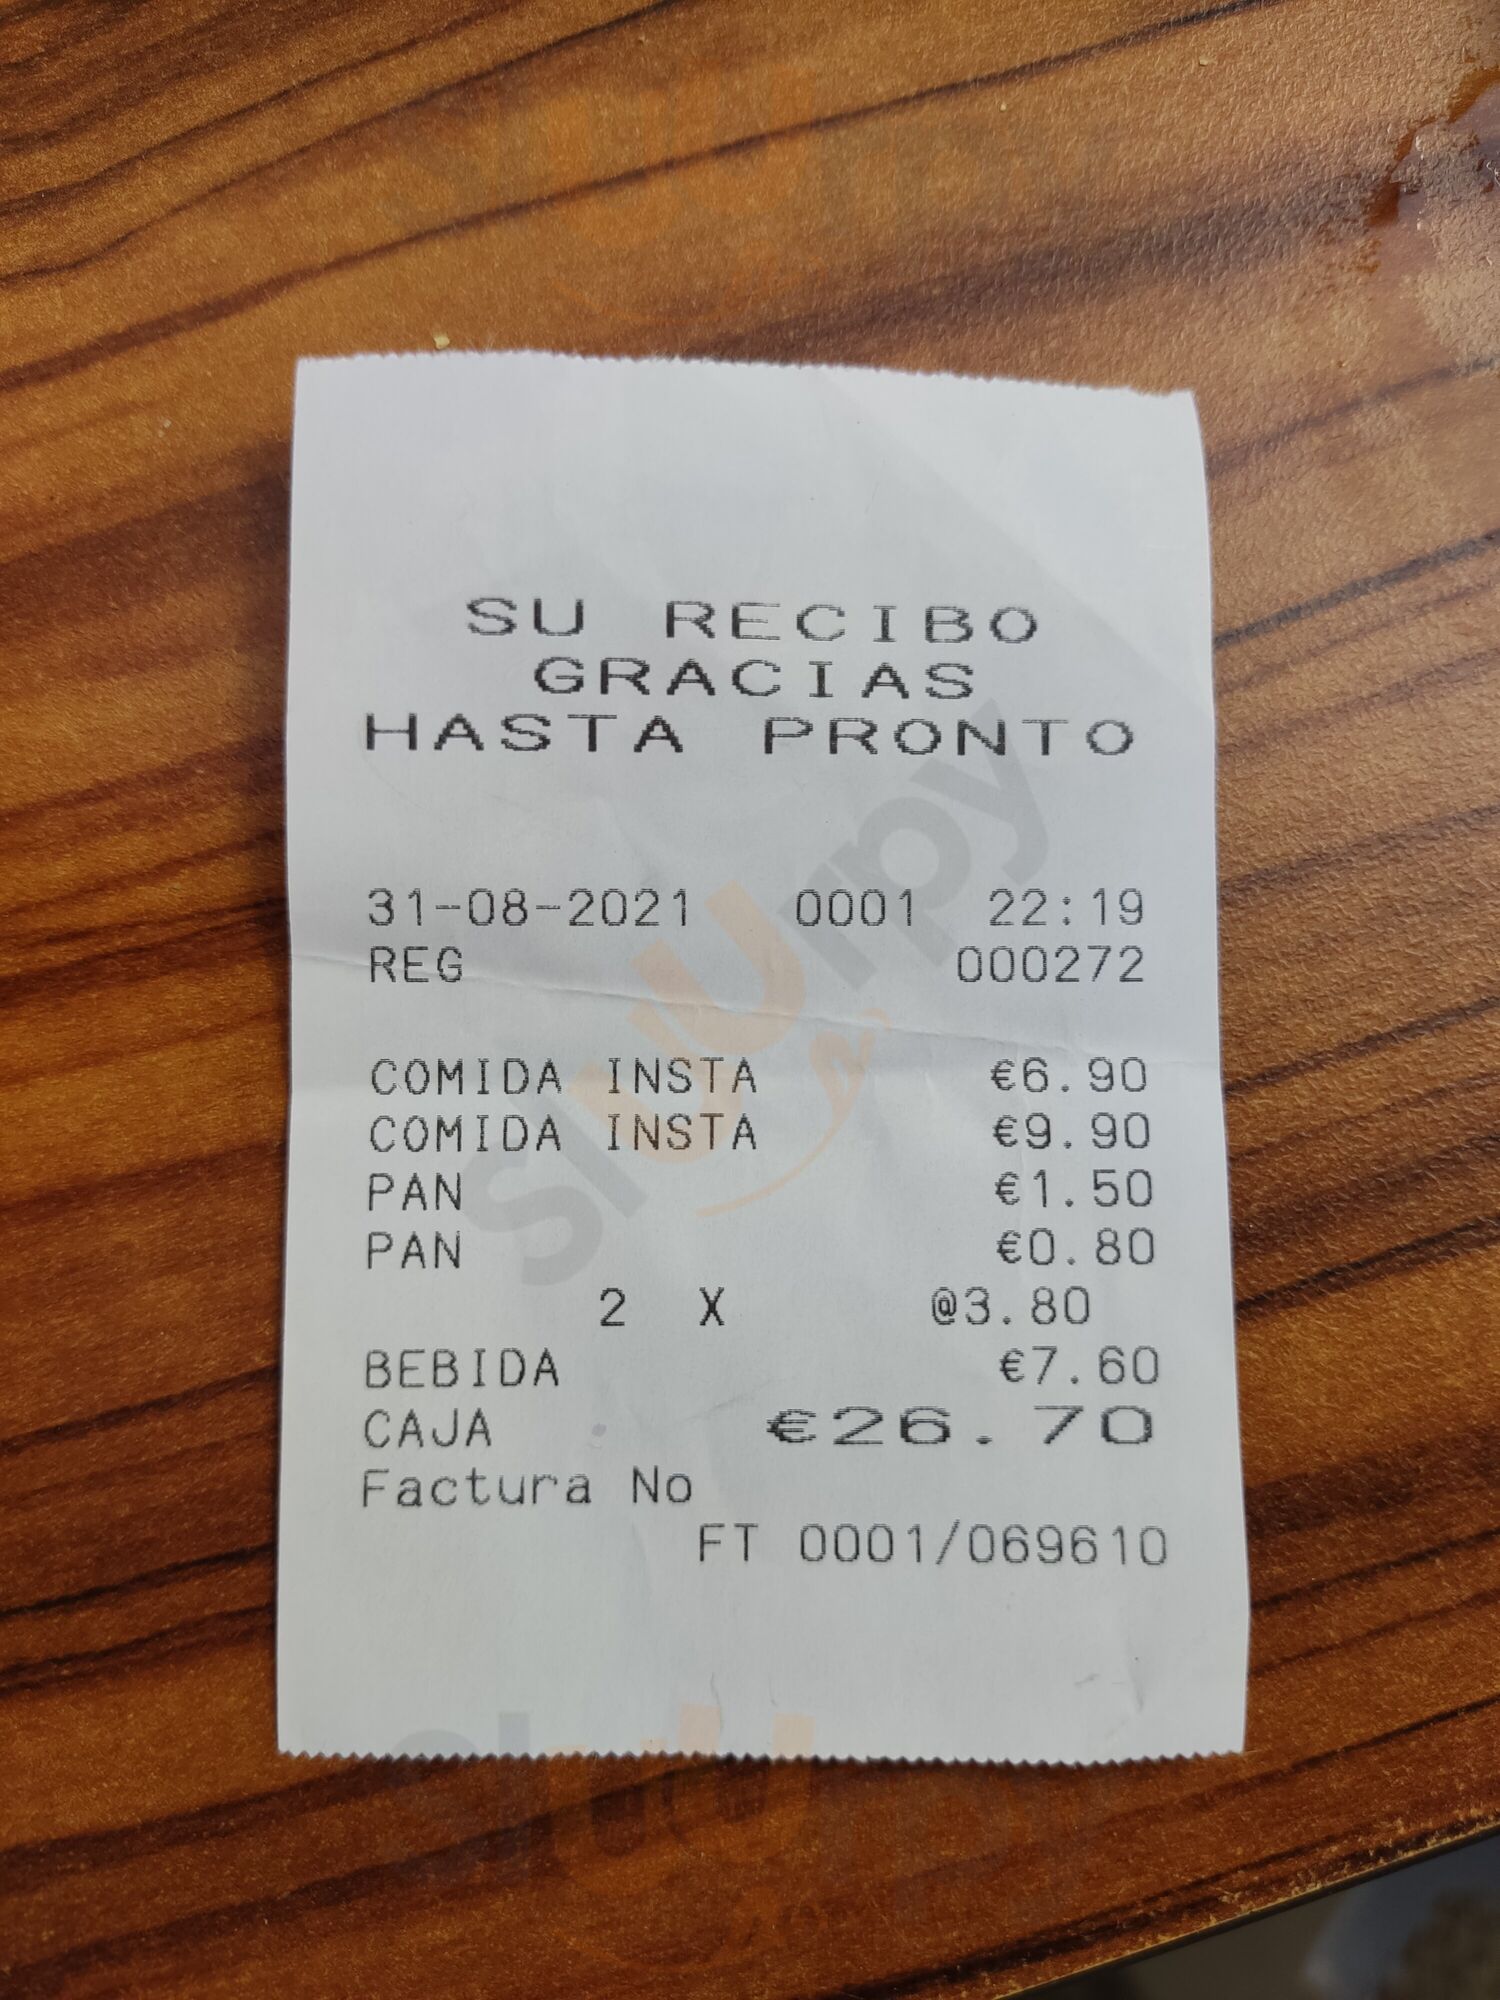 SU RECIBO
GRACIAS
HASTA PRONTO
31-08-2021 0001 22:19
REG 000272
COMIDA INSTA €6.90
COMIDA INSTA €9.90
PAN €1.50
PAN €0.80
2 X @3.80
BEBIDA €7.60
CAJA €26.70
Factura No
FT 0001/069610
Sluurpy